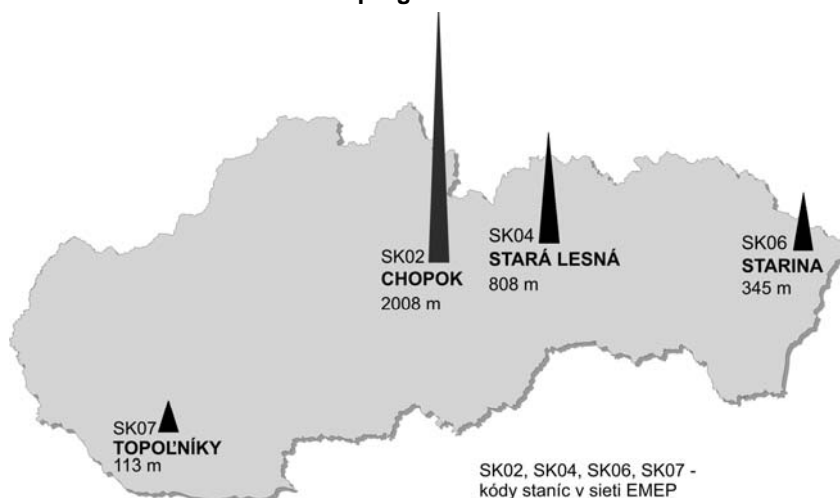 SK02
CHOPOK
2008 m
SK04
STARÁ LESNÁ
808 m
SK06
STARINA
345 m
SK07
TOPOĽNÍKY
113 m
SK02, SK04, SK06, SK07 -
kódy staníc v sieti EMEP